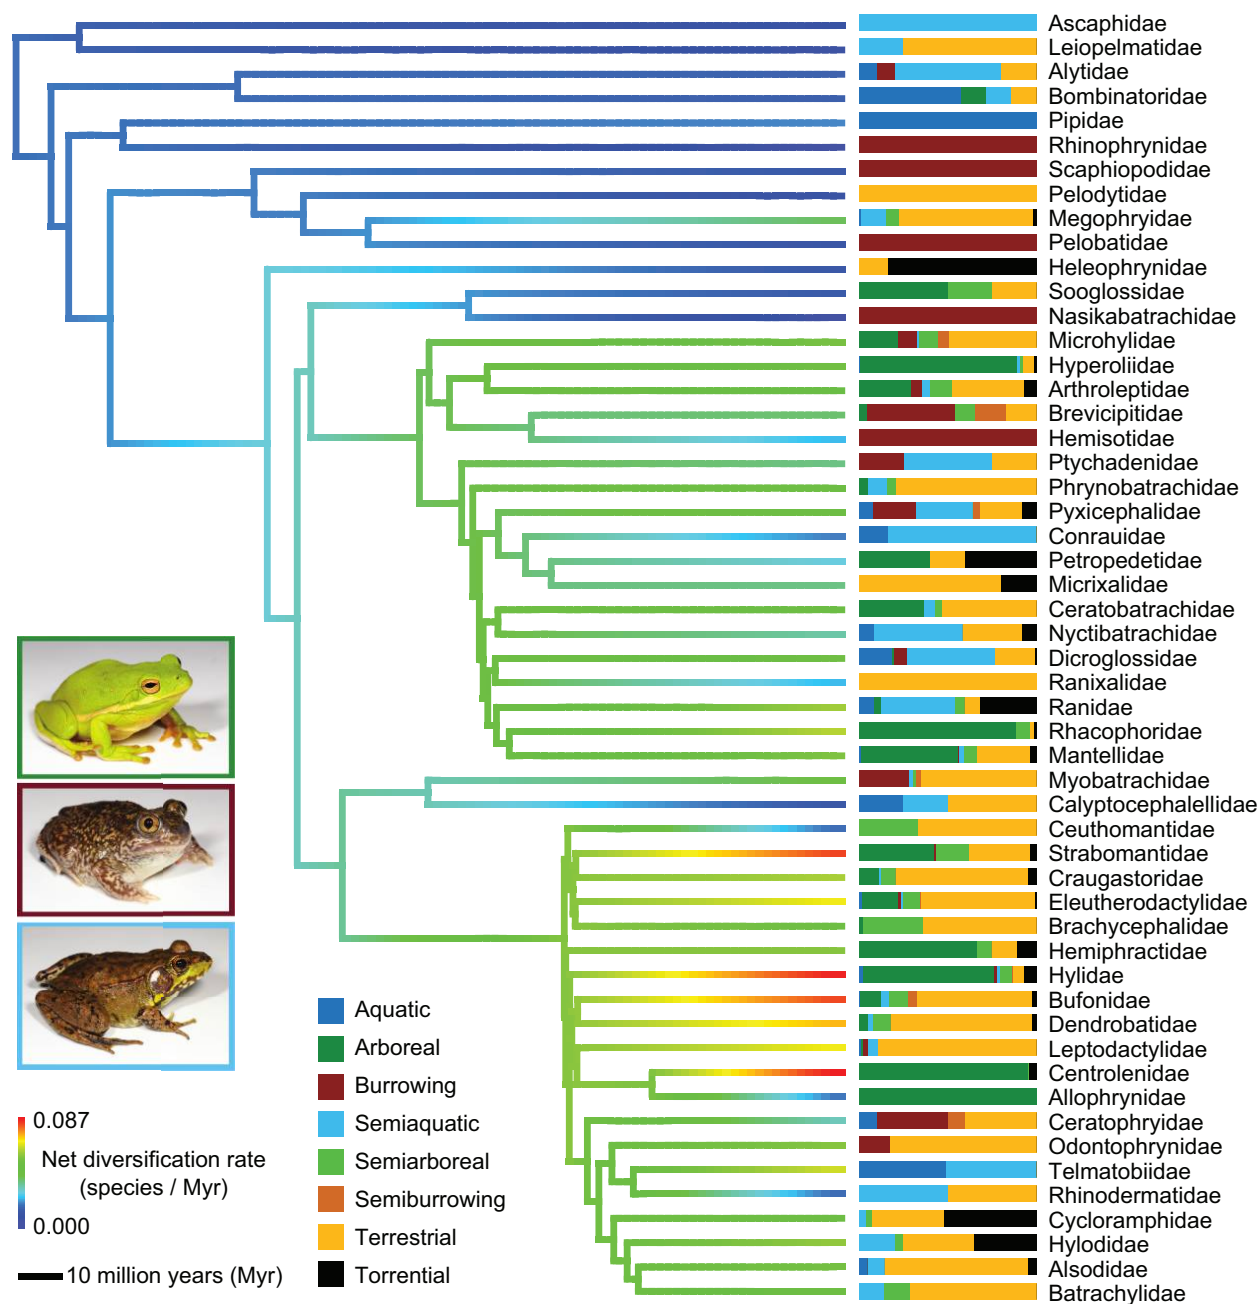 Ascaphidae
Leiopelmatidae
Alytidae
Bombinatoridae
Pipidae
Rhinophrynidae
Scaphiopodidae
Pelodytidae
Megophryidae
Pelobatidae
Heleophrynidae
Sooglossidae
Nasikabatrachidae
Microhylidae
Hyperoliidae
Arthroleptidae
Brevicipitidae
Hemisotidae
Ptychadenidae
Phrynobatrachidae
Pyxicephalidae
Conrauidae
Petropedetidae
Micrixalidae
Ceratobatrachidae
Nyctibatrachidae
Dicroglossidae
Ranixalidae
Ranidae
Rhacophoridae
Mantellidae
Myobatrachidae
Calyptocephalellidae
Ceuthomantidae
Strabomantidae
Craugastoridae
Eleutherodactylidae
Brachycephalidae
Hemiphractidae
Hylidae
Bufonidae
Dendrobatidae
Leptodactylidae
Centrolenidae
Allophrynidae
Ceratophryidae
Odontophrynidae
Telmatobiidae
Rhinodermatidae
Cycloramphidae
Hylodidae
Alsodidae
Batrachylidae
Aquatic
Arboreal
Burrowing
Semiaquatic
Semiarboreal
Semiburrowing
Terrestrial
Torrential
0.087
Net diversification rate
(species / Myr)
0.000
10 million years (Myr)